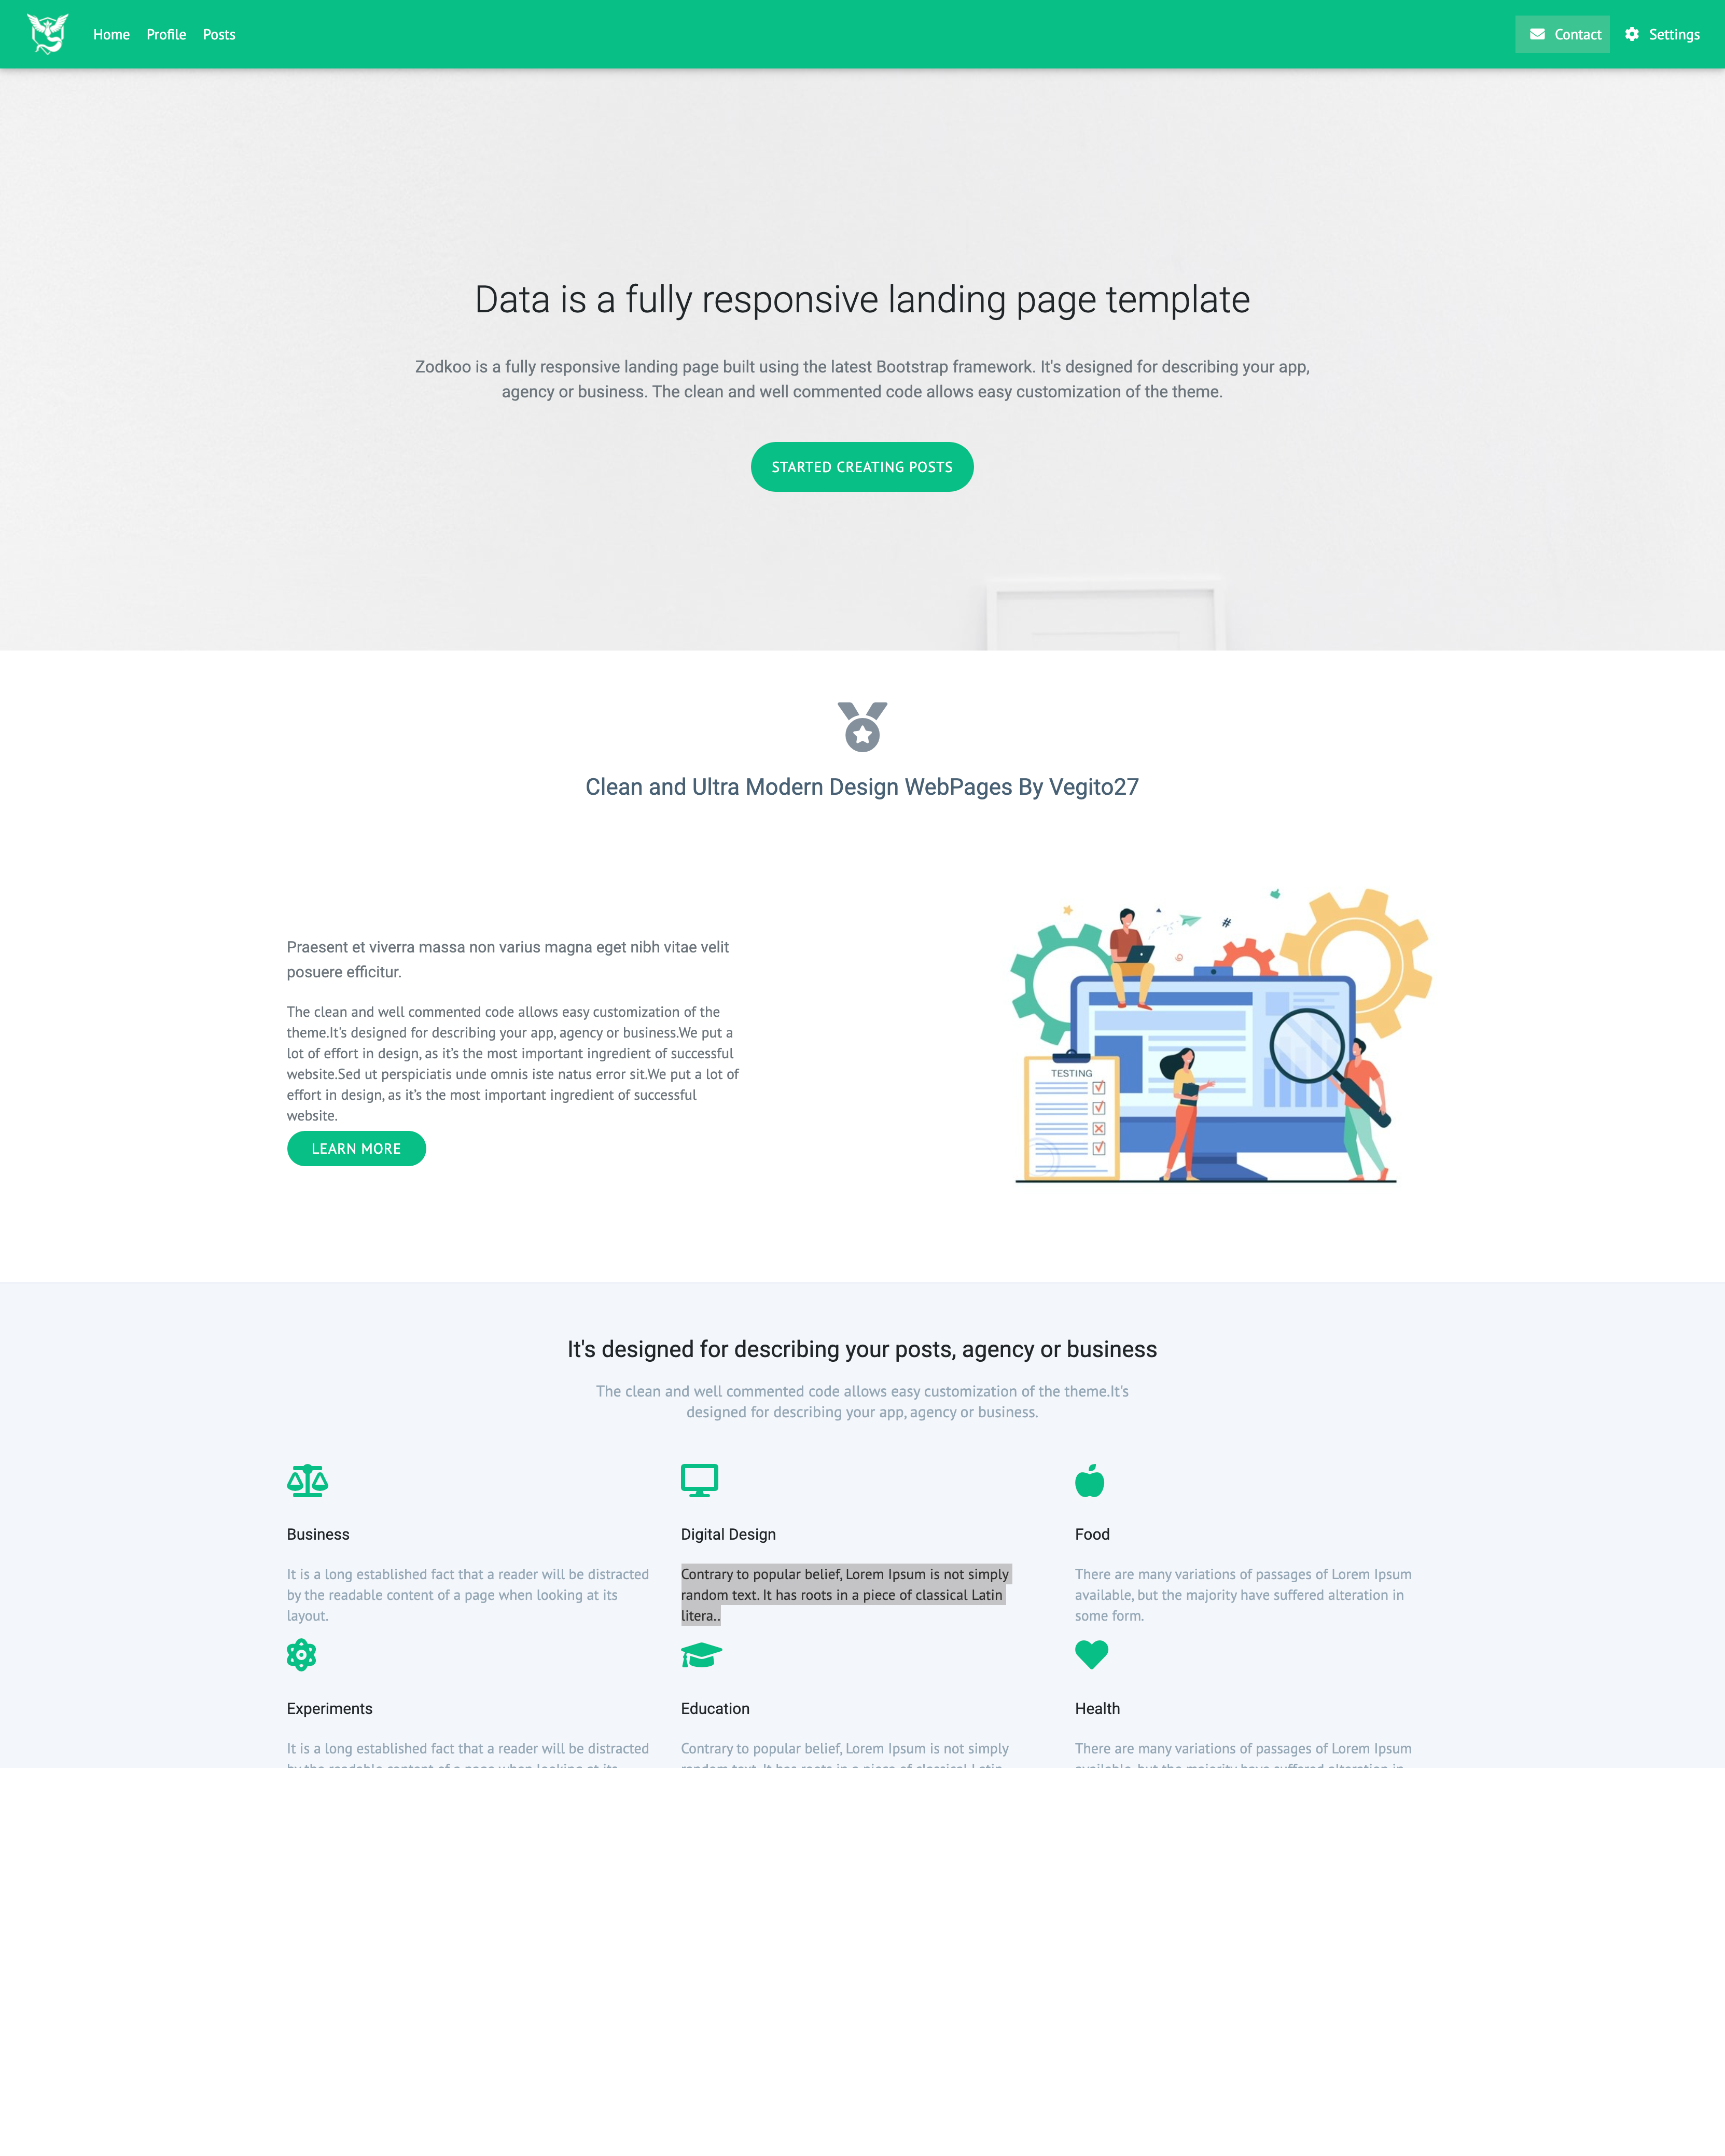 Home Profile Posts Contact Settings
Data is a fully responsive landing page template
Zodkoo is a fully responsive landing page built using the latest Bootstrap framework. It's designed for describing your app,
agency or business. The clean and well commented code allows easy customization of the theme.
STARTED CREATING POSTS
Clean and Ultra Modern Design WebPages By Vegito27
Praesent et viverra massa non varius magna eget nibh vitae velit
posuere efficitur.
The clean and well commented code allows easy customization of the
theme.It's designed for describing your app, agency or business.We put a
lot of effort in design, as it’s the most important ingredient of successful
website.Sed ut perspiciatis unde omnis iste natus error sit.We put a lot of
effort in design, as it’s the most important ingredient of successful
website.
LEARN MORE
#
TESTING
It's designed for describing your posts, agency or business
The clean and well commented code allows easy customization of the theme.It's
designed for describing your app, agency or business.
Business
It is a long established fact that a reader will be distracted
by the readable content of a page when looking at its
layout.
Digital Design
Contrary to popular belief, Lorem Ipsum is not simply
random text. It has roots in a piece of classical Latin
litera..
Food
There are many variations of passages of Lorem Ipsum
available, but the majority have suffered alteration in
some form.
Experiments
It is a long established fact that a reader will be distracted
Education
Contrary to popular belief, Lorem Ipsum is not simply
Health
There are many variations of passages of Lorem Ipsum